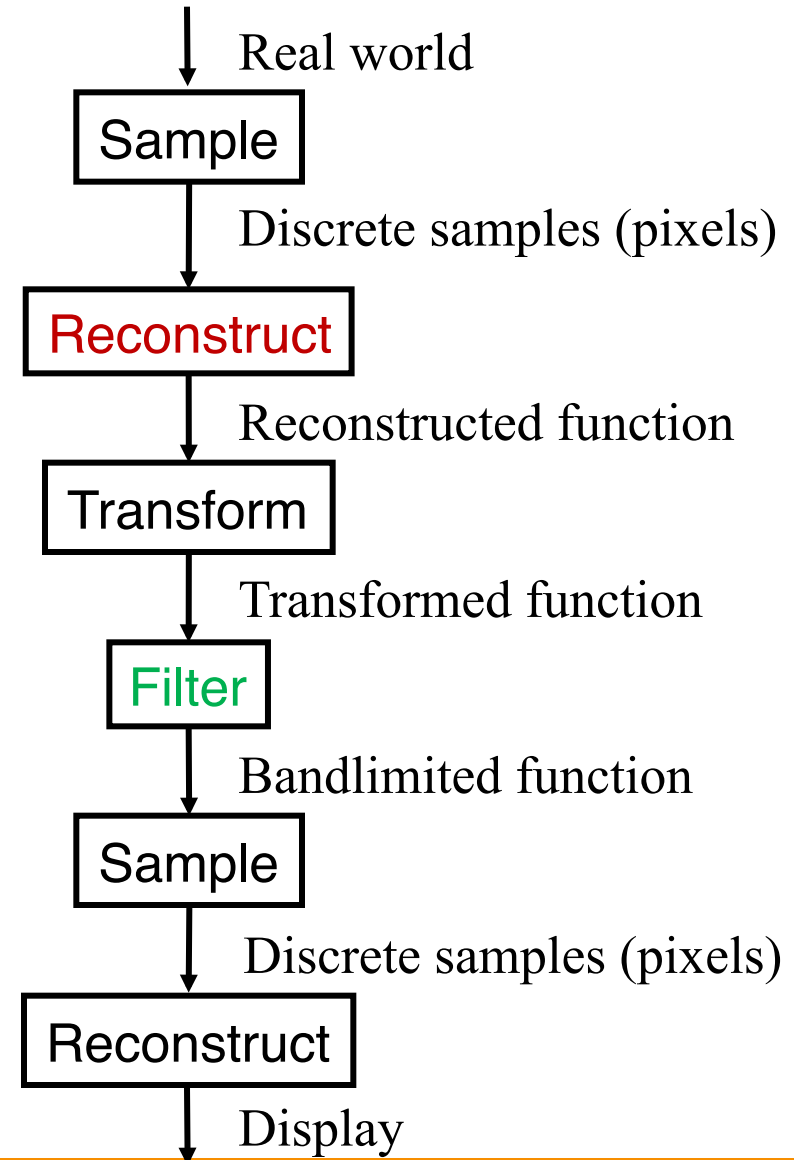 Real world
Sample
Discrete samples (pixels)
Reconstruct
Reconstructed function
Transform
Transformed function
Filter
Bandlimited function
Sample
Discrete samples (pixels)
Reconstruct
Display